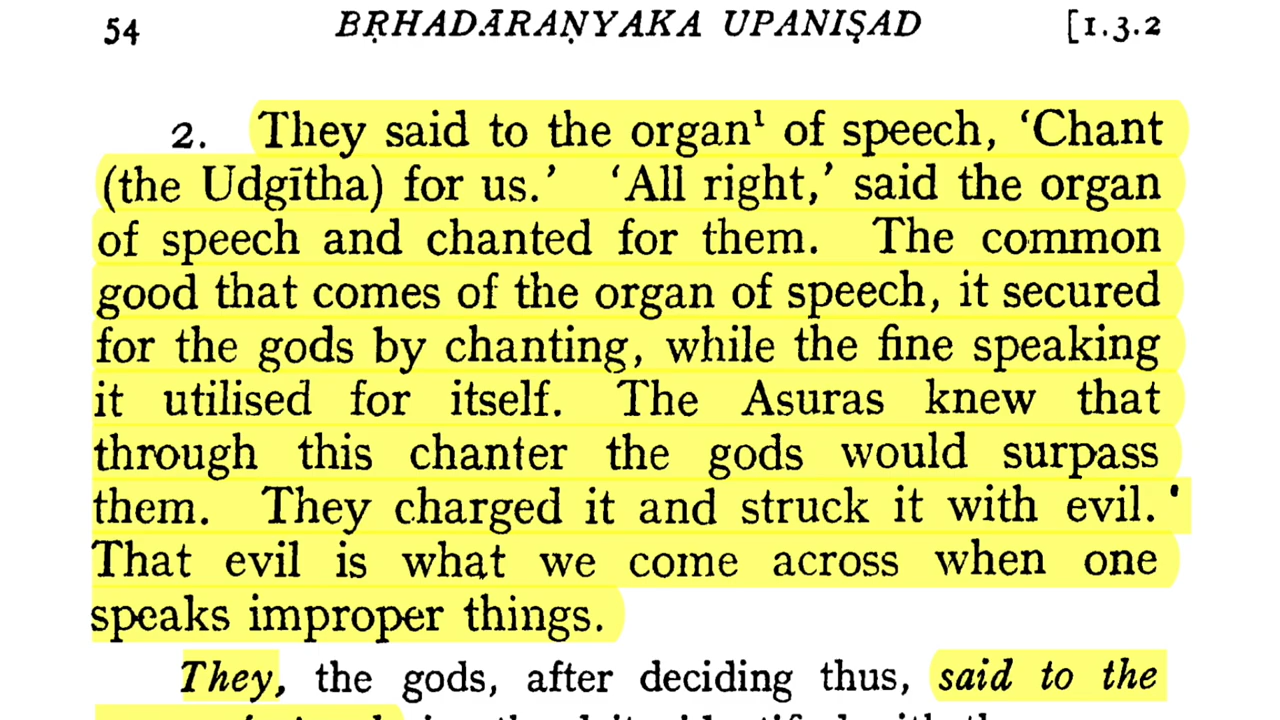 54 BṚHADĀRAṆYAKA UPANIṢAD [1.3.2
2. They said to the organ¹ of speech, ‘Chant
(the Udgītha) for us.’ ‘All right,’ said the organ
of speech and chanted for them. The common
good that comes of the organ of speech, it secured
for the gods by chanting, while the fine speaking
it utilised for itself. The Asuras knew that
through this chanter the gods would surpass
them. They charged it and struck it with evil. '
That evil is what we come across when one
speaks improper things.
They, the gods, after deciding thus, said to the